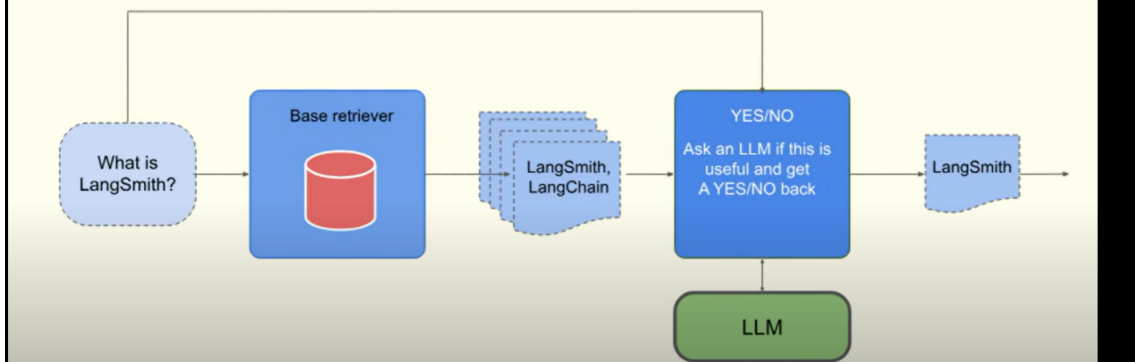 What is
LangSmith?
Base retriever
LangSmith,
LangChain
YES/NO
Ask an LLM if this is
useful and get
A YES/NO back
LangSmith
LLM